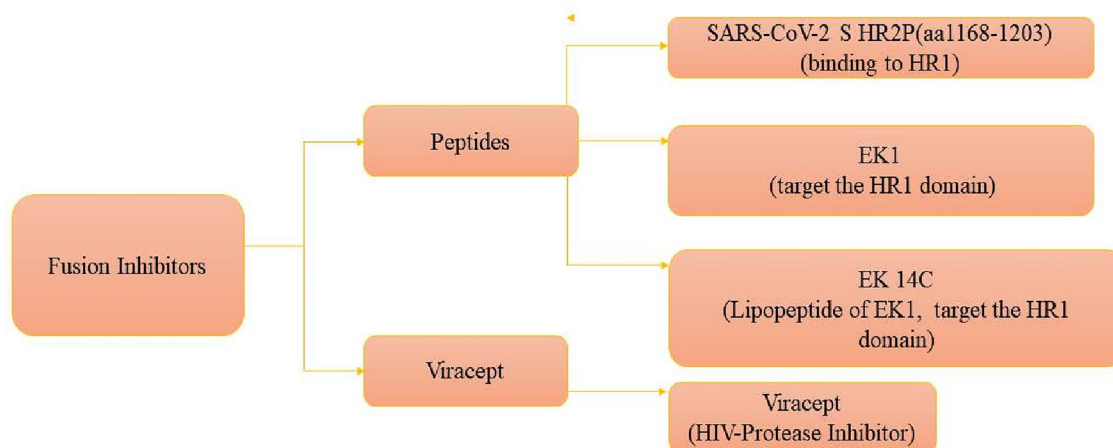 SARS-CoV-2 S HR2P(aa1168-1203)
(binding to HR1)
Peptides
EK1
(target the HR1 domain)
Fusion Inhibitors
EK 14C
(Lipopeptide of EK1, target the HR1
domain)
Viracept
Viracept
(HIV-Protease Inhibitor)